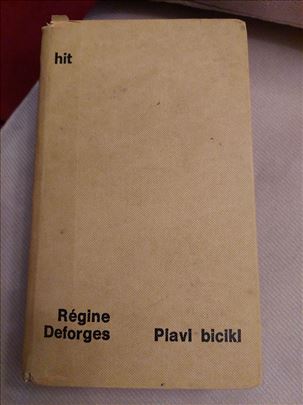 hit
Régine
Deforges Plavi bicikl